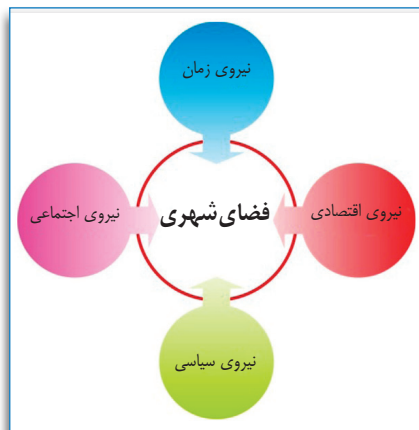 نیروی زمان
نیروی اقتصادی
فضای شهری
نیروی اجتماعی
نیروی سیاسی